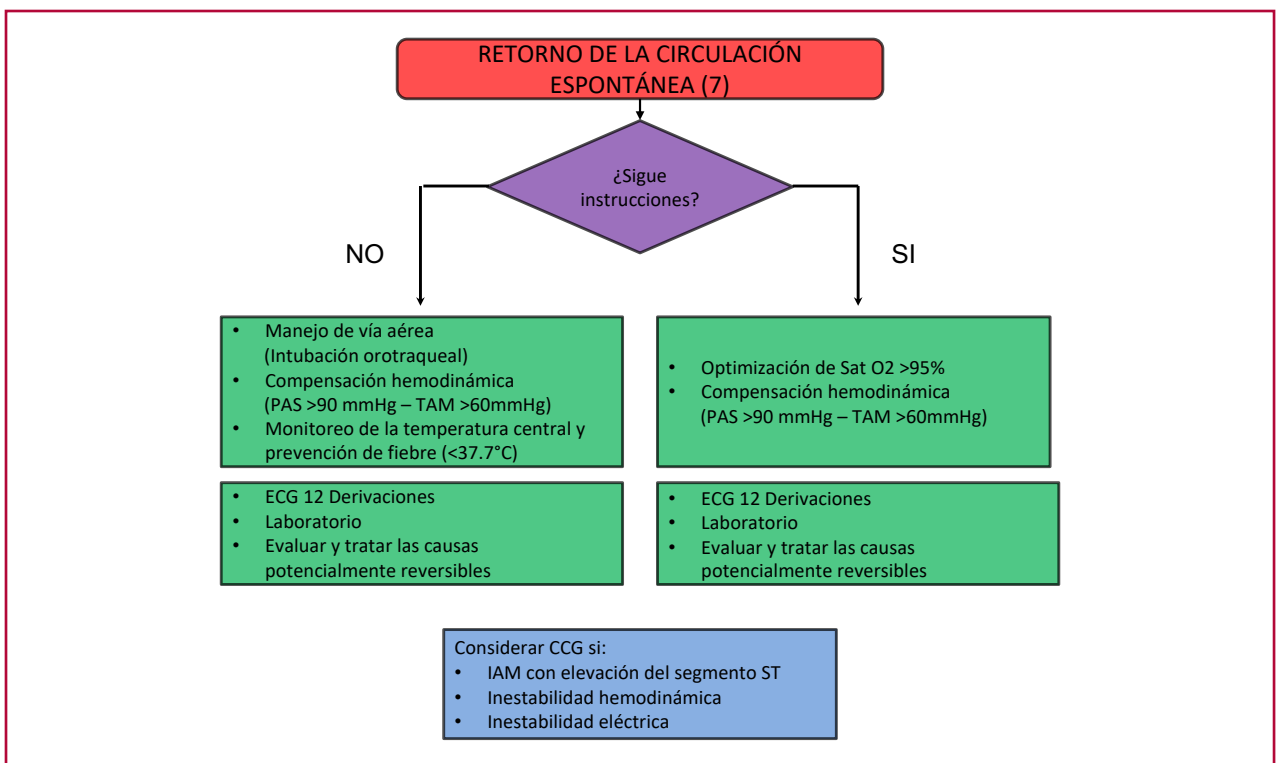 RETORNO DE LA CIRCULACIÓN
ESPONTÁNEA (7)
¿Sigue
instrucciones?
NO
SI
• Manejo de vía aérea
(Intubación orotraqueal)
• Compensación hemodinámica
(PAS >90 mmHg – TAM >60mmHg)
• Monitoreo de la temperatura central y
prevención de fiebre (<37.7°C)
• Optimización de Sat O2 >95%
• Compensación hemodinámica
(PAS >90 mmHg – TAM >60mmHg)
• ECG 12 Derivaciones
• Laboratorio
• Evaluar y tratar las causas
potencialmente reversibles
• ECG 12 Derivaciones
• Laboratorio
• Evaluar y tratar las causas
potencialmente reversibles
Considerar CCG si:
• IAM con elevación del segmento ST
• Inestabilidad hemodinámica
• Inestabilidad eléctrica